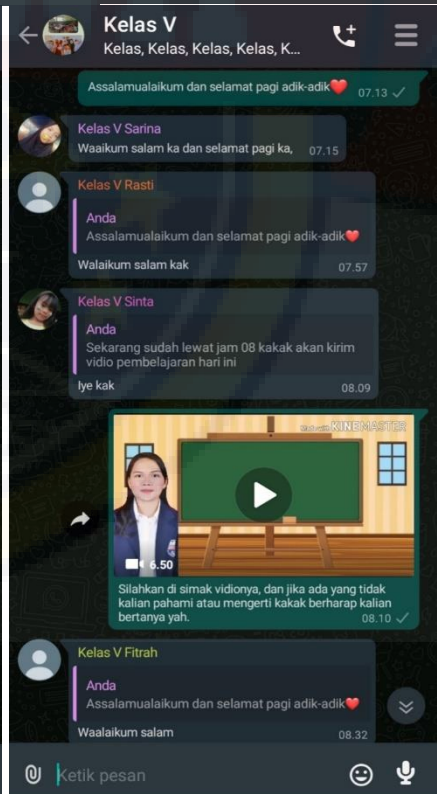 Kelas V
Kelas, Kelas, Kelas, Kelas, K...
Assalamualaikum dan selamat pagi adik-adik❤️ 07.13
Kelas V Sarina
Waaikum salam ka dan selamat pagi ka, 07.15
Kelas V Rasti
Anda
Assalamualaikum dan selamat pagi adik-adik❤️
Walaikum salam kak 07.57
Kelas V Sinta
Anda
Sekarang sudah lewat jam 08 kakak akan kirim
vidio pembelajaran hari ini
Iye kak 08.09
Made with KINEMASTER
6.50
Silahkan di simak vidionya, dan jika ada yang tidak
kalian pahami atau mengerti kakak berharap kalian
bertanya yah. 08.10
Kelas V Fitrah
Anda
Assalamualaikum dan selamat pagi adik-adik❤️
Waalaikum salam 08.32
Ketik pesan